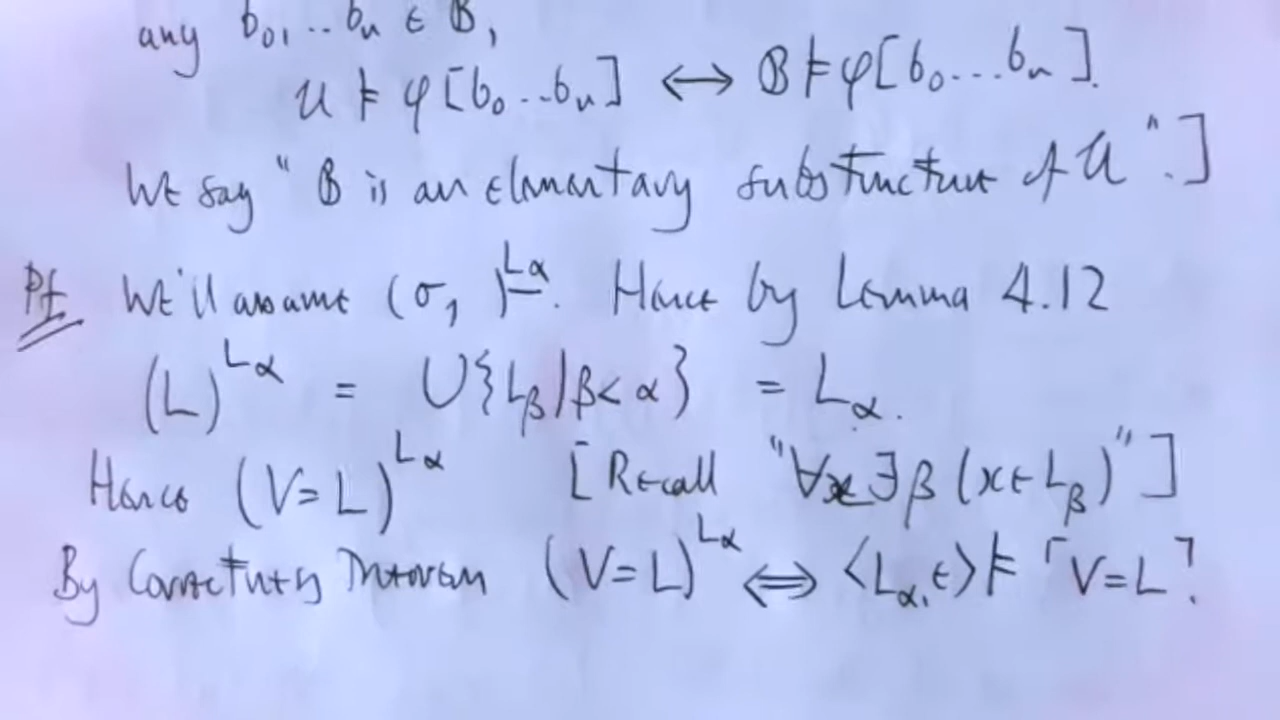 any b₀, .. bₙ ∈ 𝔅,
𝔘 ⊨ φ [b₀ .. bₙ] ⟷ 𝔅 ⊨ φ [b₀ ... bₙ].
We say " 𝔅 is an elementary substructure of 𝔘 ".]
Pf We'll assume (σ₁ )^{Lα}. Hence by Lemma 4.12
(L)^{Lα} = ∪{L_β | β < α} = L_α.
Hence (V=L)^{Lα} [Recall "∀x∃β (x∈L_β)"]
By Correctness Theorem (V=L)^{Lα} ⟺ ⟨L_α, ∈⟩ ⊨ ⌜V=L⌝.